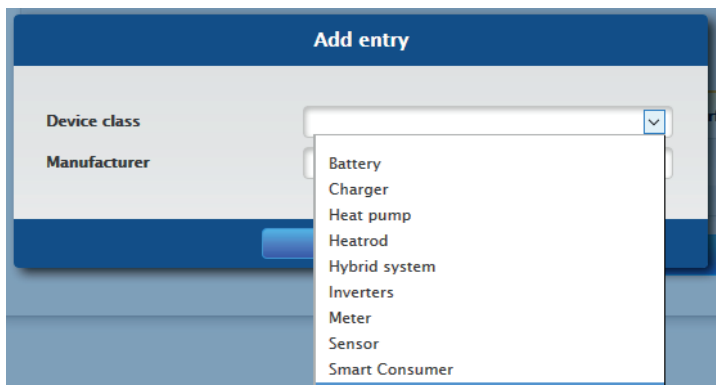 Add entry
Device class
Manufacturer
Battery
Charger
Heat pump
Heatrod
Hybrid system
Inverters
Meter
Sensor
Smart Consumer